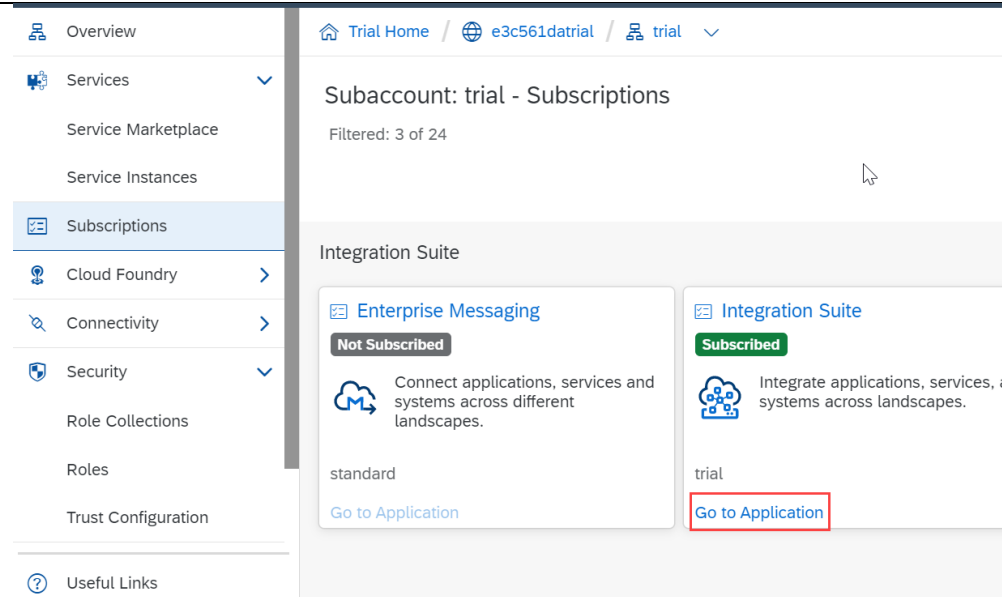 Overview
Services
Service Marketplace
Service Instances
Subscriptions
Cloud Foundry
Connectivity
Security
Role Collections
Roles
Trust Configuration
Useful Links
Trial Home / e3c561datrial / trial
Subaccount: trial - Subscriptions
Filtered: 3 of 24
Integration Suite
Enterprise Messaging
Not Subscribed
Connect applications, services and
systems across different
landscapes.
standard
Go to Application
Integration Suite
Subscribed
Integrate applications, services,
systems across landscapes.
trial
Go to Application